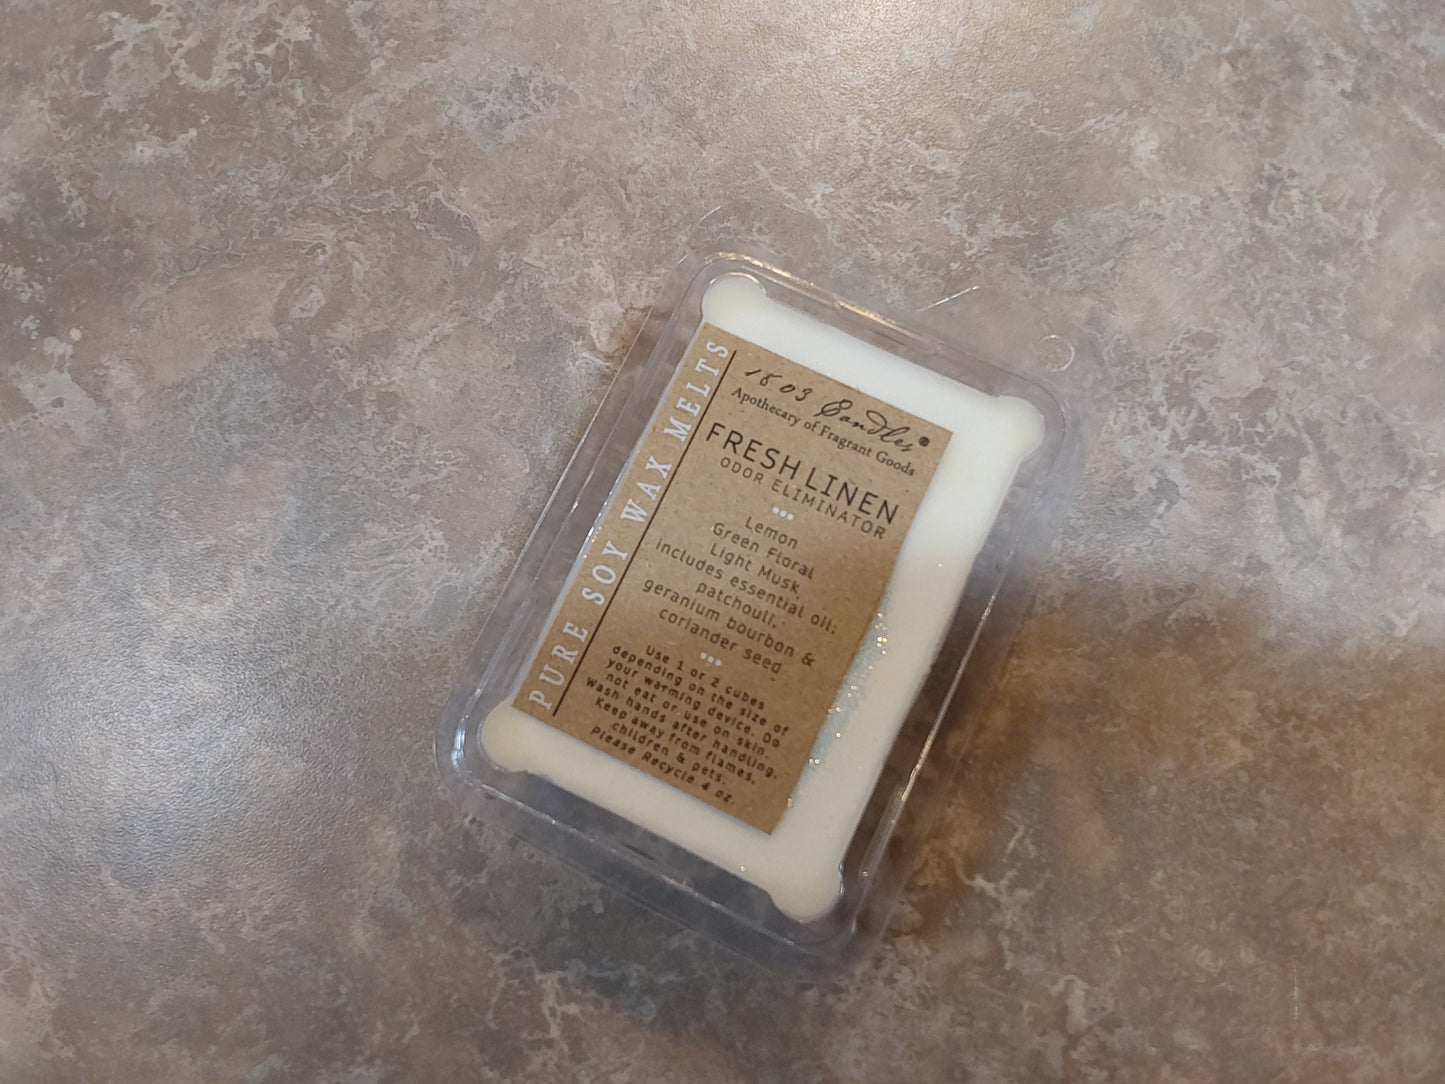 PURE SOY WAX MELTS
1803 Candles®
Apothecary of Fragrant Goods
FRESH LINEN
ODOR ELIMINATOR
Lemon
Green Floral
Light Musk
includes essential oil:
patchouli,
geranium bourbon &
coriander seed
Use 1 or 2 cubes
depending on the size of
your warming device. Do
not eat or use on skin.
Wash hands after handling.
Keep away from flames,
children & pets.
Please Recycle 4 oz.